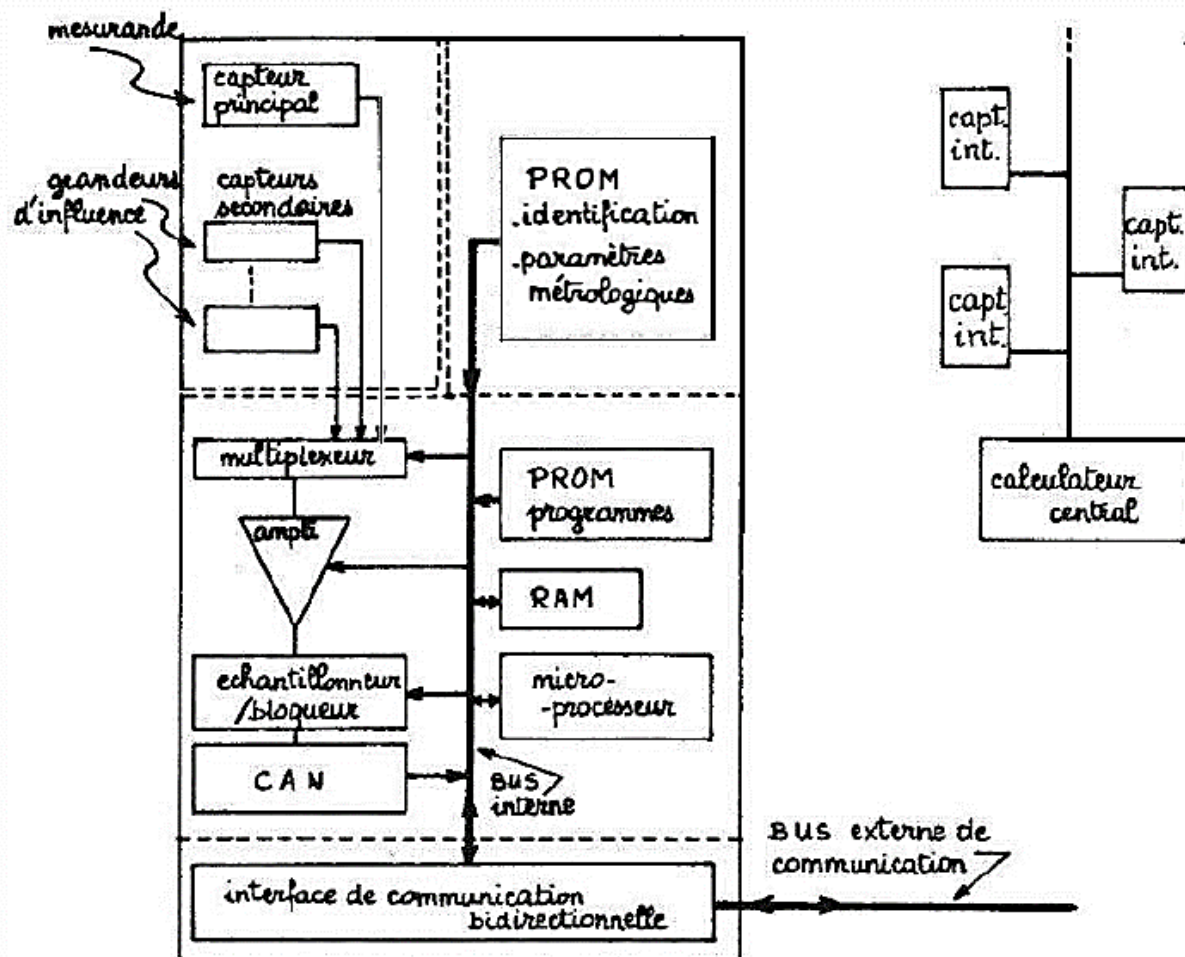 mesurande
capteur
principal
grandeurs
d'influence
capteurs
secondaires
PROM
.identification
.paramètres
métrologiques
multiplexeur
ampli
echantillonneur
/bloqueur
CAN
PROM
programmes
RAM
micro-
-processeur
BUS
interne
interface de communication
bidirectionnelle
BUS externe de
communication
capt.
int.
capt.
int.
capt
int.
calculateur
central